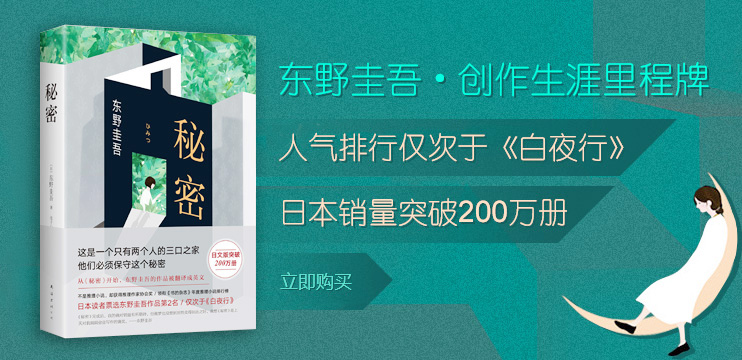 东野圭吾·创作生涯里程牌
人气排行仅次于《白夜行》
日本销量突破200万册
立即购买
秘密
东野圭吾
ひみつ
秘密
这是一个只有两个人的三口之家
他们必须保守这个秘密
日文版突破
200万册
从《秘密》开始，东野圭吾的作品被翻译成英文
日本读者票选东野圭吾作品第2名/仅次于《白夜行》